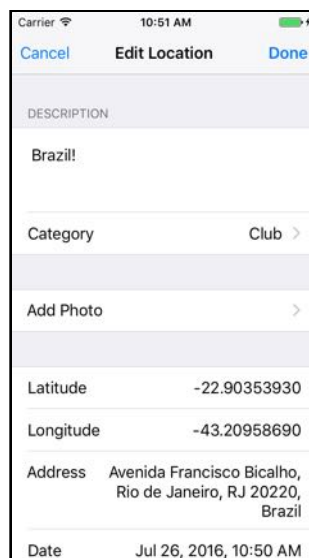 Carrier 10:51 AM
Cancel Edit Location Done
DESCRIPTION
Brazil!
Category Club
Add Photo
Latitude -22.90353930
Longitude -43.20958690
Address Avenida Francisco Bicalho,
Rio de Janeiro, RJ 20220,
Brazil
Date Jul 26, 2016, 10:50 AM